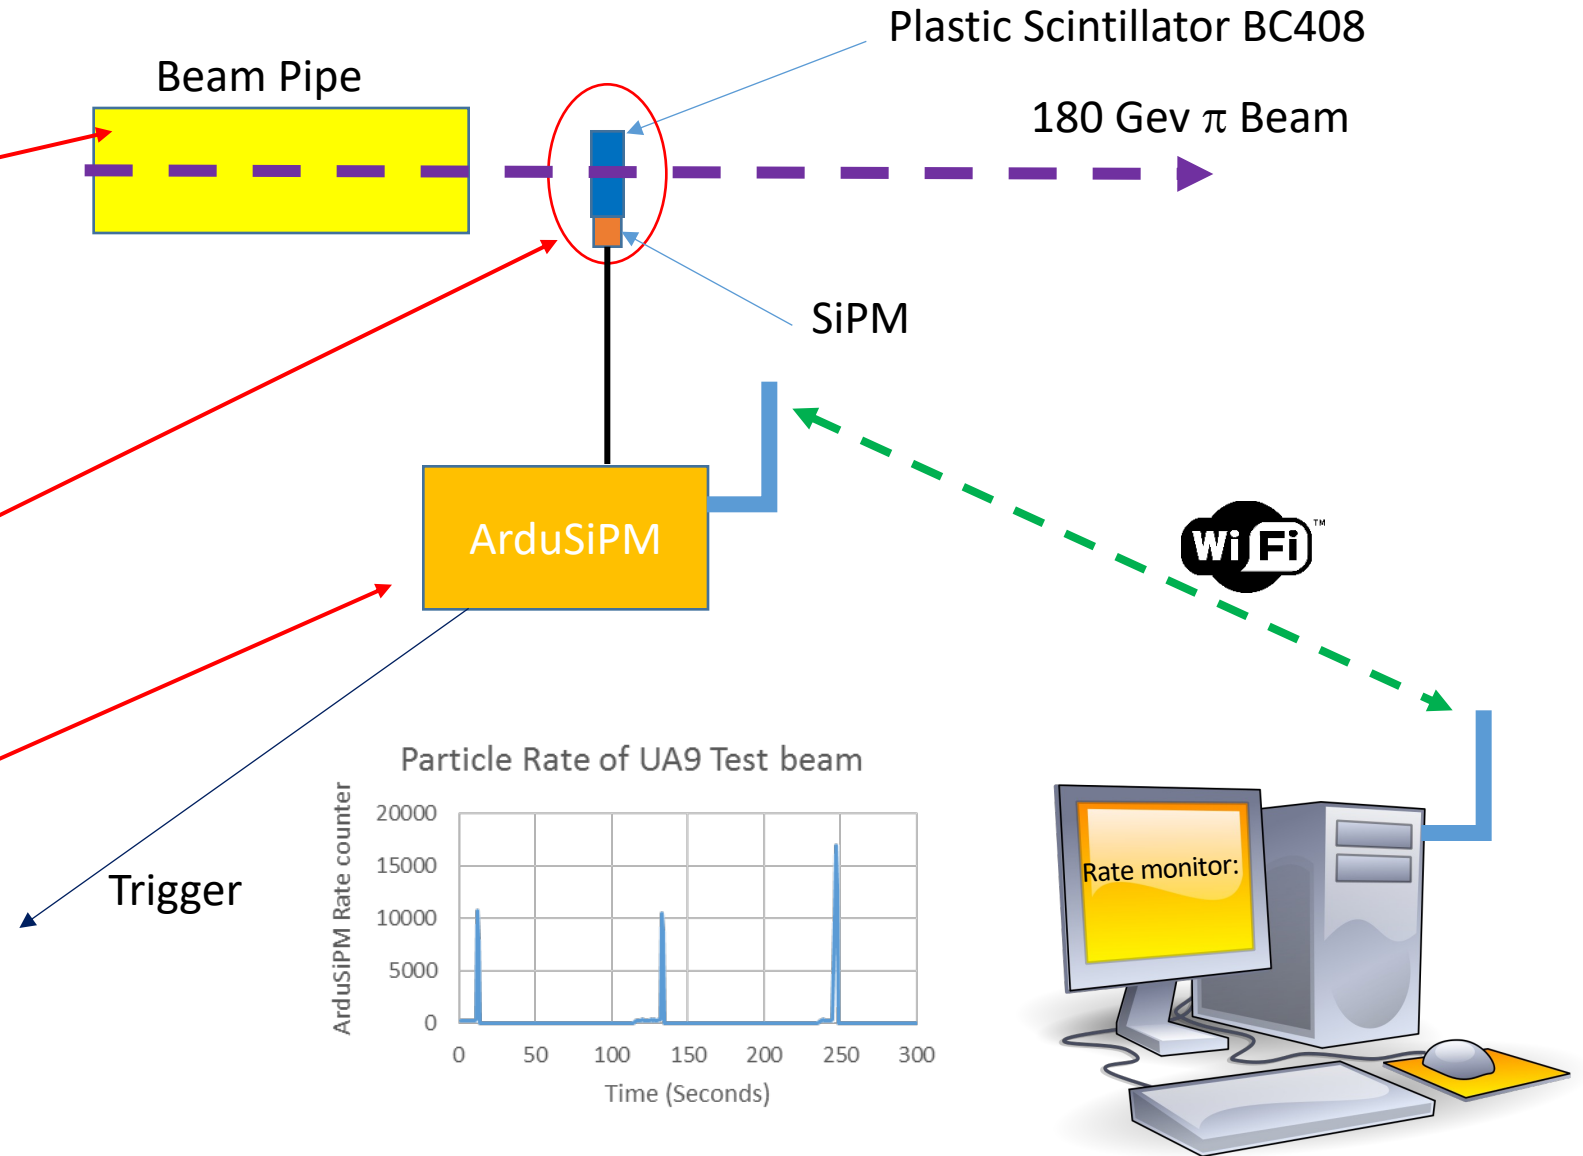 Plastic Scintillator BC408
Beam Pipe
180 Gev π Beam
SiPM
ArduSiPM
Wi Fi ™
Trigger
Particle Rate of UA9 Test beam
ArduSiPM Rate counter
20000
15000
10000
5000
0
0 50 100 150 200 250 300
Time (Seconds)
Rate monitor: